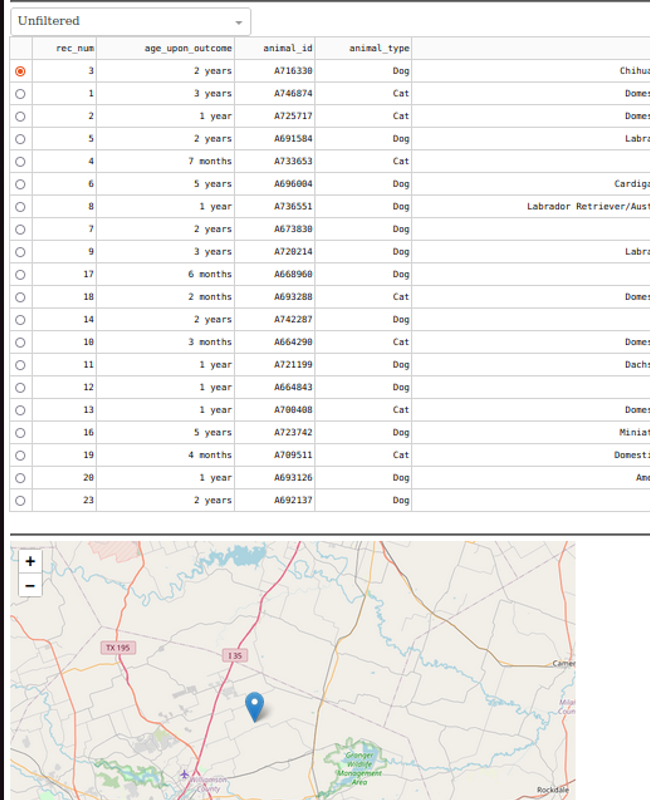 Unfiltered
rec_num age_upon_outcome animal_id animal_type
3 2 years A716330 Dog Chihua
1 3 years A746874 Cat Domes
2 1 year A725717 Cat Domes
5 2 years A691584 Dog Labra
4 7 months A733653 Cat
6 5 years A696004 Dog Cardiga
8 1 year A736551 Dog Labrador Retriever/Aust
7 2 years A673830 Dog
9 3 years A720214 Dog Labra
17 6 months A668960 Dog
18 2 months A693288 Cat Domes
14 2 years A742287 Dog
10 3 months A664290 Cat Domes
11 1 year A721199 Dog Dachs
12 1 year A664843 Dog
13 1 year A700408 Cat Domes
16 5 years A723742 Dog Miniat
19 4 months A709511 Cat Domesti
20 1 year A693126 Dog Ame
23 2 years A692137 Dog
+
−
TX 195
I 35
Camer
Milar
Coun
Granger
Wildlife
Management
Area
Williamson
County
Rockdale